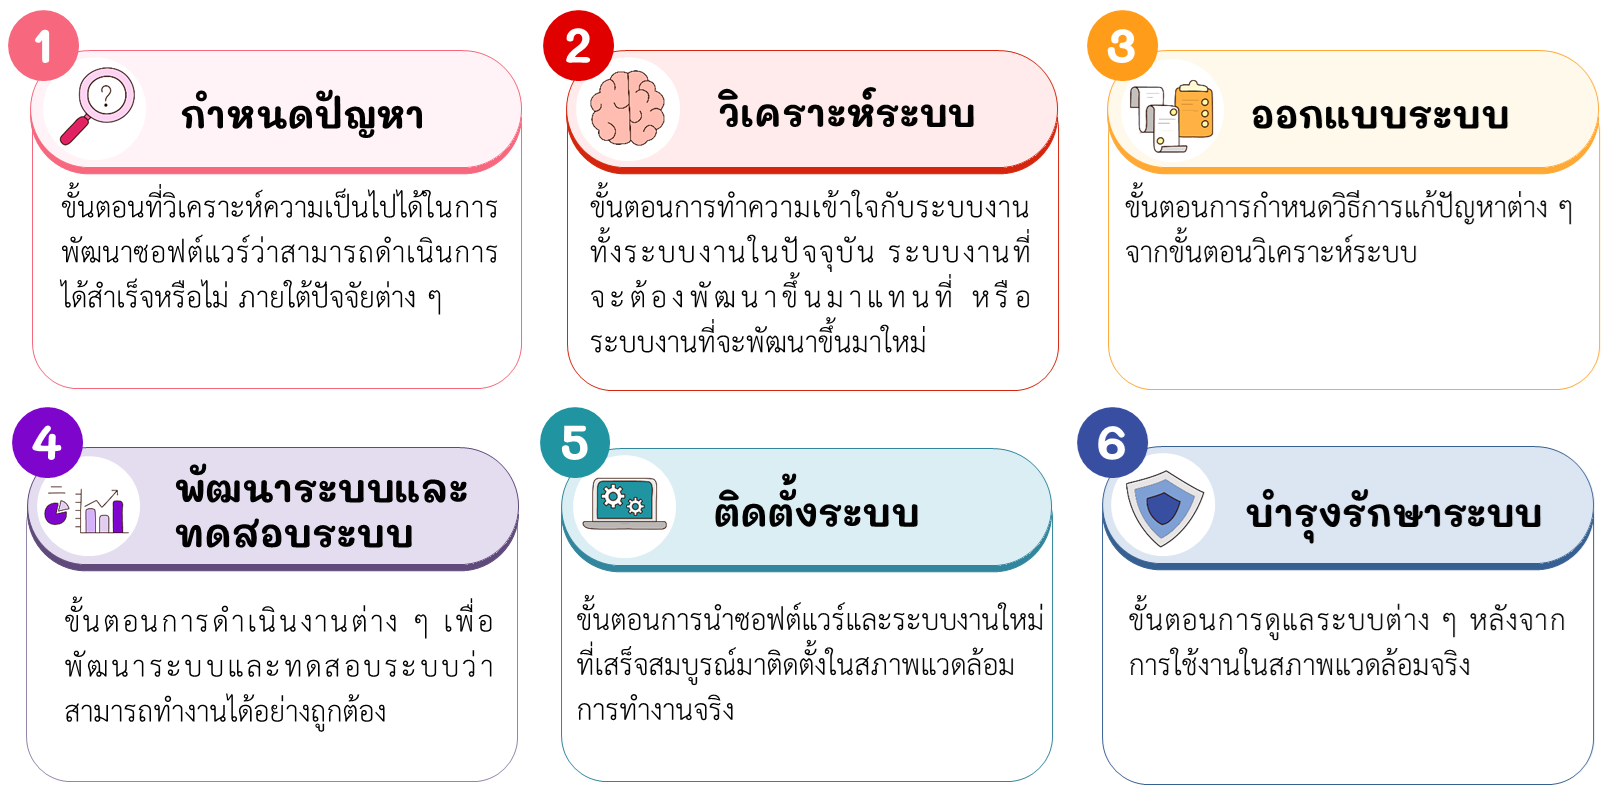 1
กำหนดปัญหา
ขั้นตอนที่วิเคราะห์ความเป็นไปได้ในการ
พัฒนาซอฟต์แวร์ว่าสามารถดำเนินการ
ได้สำเร็จหรือไม่ ภายใต้ปัจจัยต่าง ๆ
2
วิเคราะห์ระบบ
ขั้นตอนการทำความเข้าใจกับระบบงาน
ทั้งระบบงานในปัจจุบัน ระบบงานที่
จะต้องพัฒนาขึ้นมาแทนที่ หรือ
ระบบงานที่จะพัฒนาขึ้นมาใหม่
3
ออกแบบระบบ
ขั้นตอนการกำหนดวิธีการแก้ปัญหาต่าง ๆ
จากขั้นตอนวิเคราะห์ระบบ
4
พัฒนาระบบและ
ทดสอบระบบ
ขั้นตอนการดำเนินงานต่าง ๆ เพื่อ
พัฒนาระบบและทดสอบระบบว่า
สามารถทำงานได้อย่างถูกต้อง
5
ติดตั้งระบบ
ขั้นตอนการนำซอฟต์แวร์และระบบงานใหม่
ที่เสร็จสมบูรณ์มาติดตั้งในสภาพแวดล้อม
การทำงานจริง
6
บำรุงรักษาระบบ
ขั้นตอนการดูแลระบบต่าง ๆ หลังจาก
การใช้งานในสภาพแวดล้อมจริง